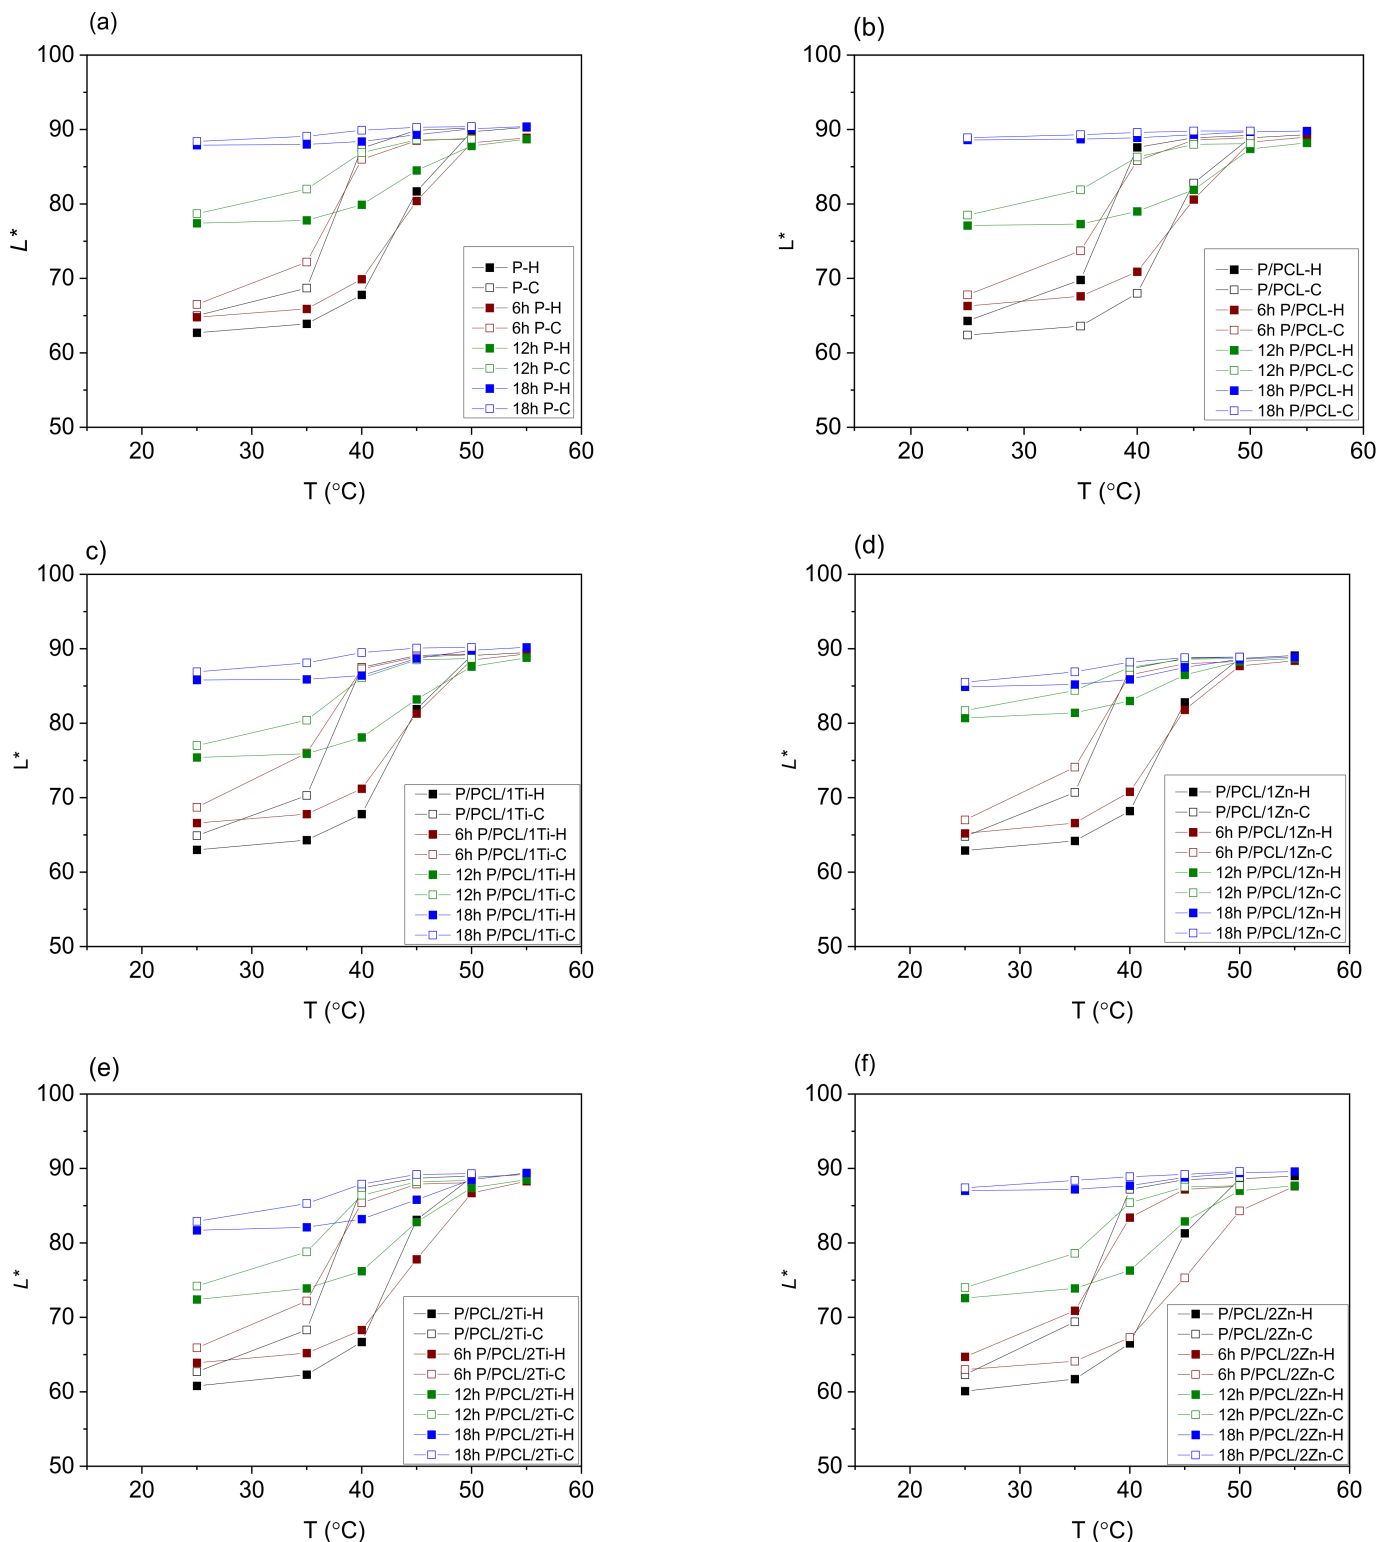 (a)
100
90
80
70
60
50
L*
20 30 40 50 60
T (°C)
P-H
P-C
6h P-H
6h P-C
12h P-H
12h P-C
18h P-H
18h P-C
(b)
100
90
80
70
60
50
L*
20 30 40 50 60
T (°C)
P/PCL-H
P/PCL-C
6h P/PCL-H
6h P/PCL-C
12h P/PCL-H
12h P/PCL-C
18h P/PCL-H
18h P/PCL-C
c)
100
90
80
70
60
50
L*
20 30 40 50 60
T (°C)
P/PCL/1Ti-H
P/PCL/1Ti-C
6h P/PCL/1Ti-H
6h P/PCL/1Ti-C
12h P/PCL/1Ti-H
12h P/PCL/1Ti-C
18h P/PCL/1Ti-H
18h P/PCL/1Ti-C
(d)
100
90
80
70
60
50
L*
20 30 40 50 60
T (°C)
P/PCL/1Zn-H
P/PCL/1Zn-C
6h P/PCL/1Zn-H
6h P/PCL/1Zn-C
12h P/PCL/1Zn-H
12h P/PCL/1Zn-C
18h P/PCL/1Zn-H
18h P/PCL/1Zn-C
(e)
100
90
80
70
60
50
L*
20 30 40 50 60
T (°C)
P/PCL/2Ti-H
P/PCL/2Ti-C
6h P/PCL/2Ti-H
6h P/PCL/2Ti-C
12h P/PCL/2Ti-H
12h P/PCL/2Ti-C
18h P/PCL/2Ti-H
18h P/PCL/2Ti-C
(f)
100
90
80
70
60
50
L*
20 30 40 50 60
T (°C)
P/PCL/2Zn-H
P/PCL/2Zn-C
6h P/PCL/2Zn-H
6h P/PCL/2Zn-C
12h P/PCL/2Zn-H
12h P/PCL/2Zn-C
18h P/PCL/2Zn-H
18h P/PCL/2Zn-C